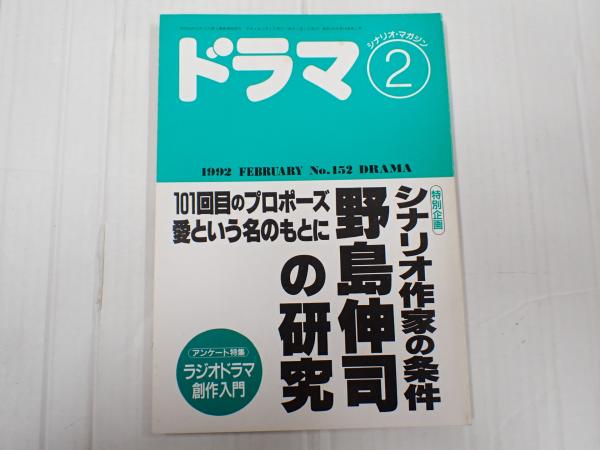 シナリオ・マガジン
ドラマ
2
1992 FEBRUARY No.152 DRAMA
特別企画
シナリオ作家の条件
野島伸司
の研究
101回目のプロポーズ
愛という名のもとに
アンケート特集
ラジオドラマ
創作入門